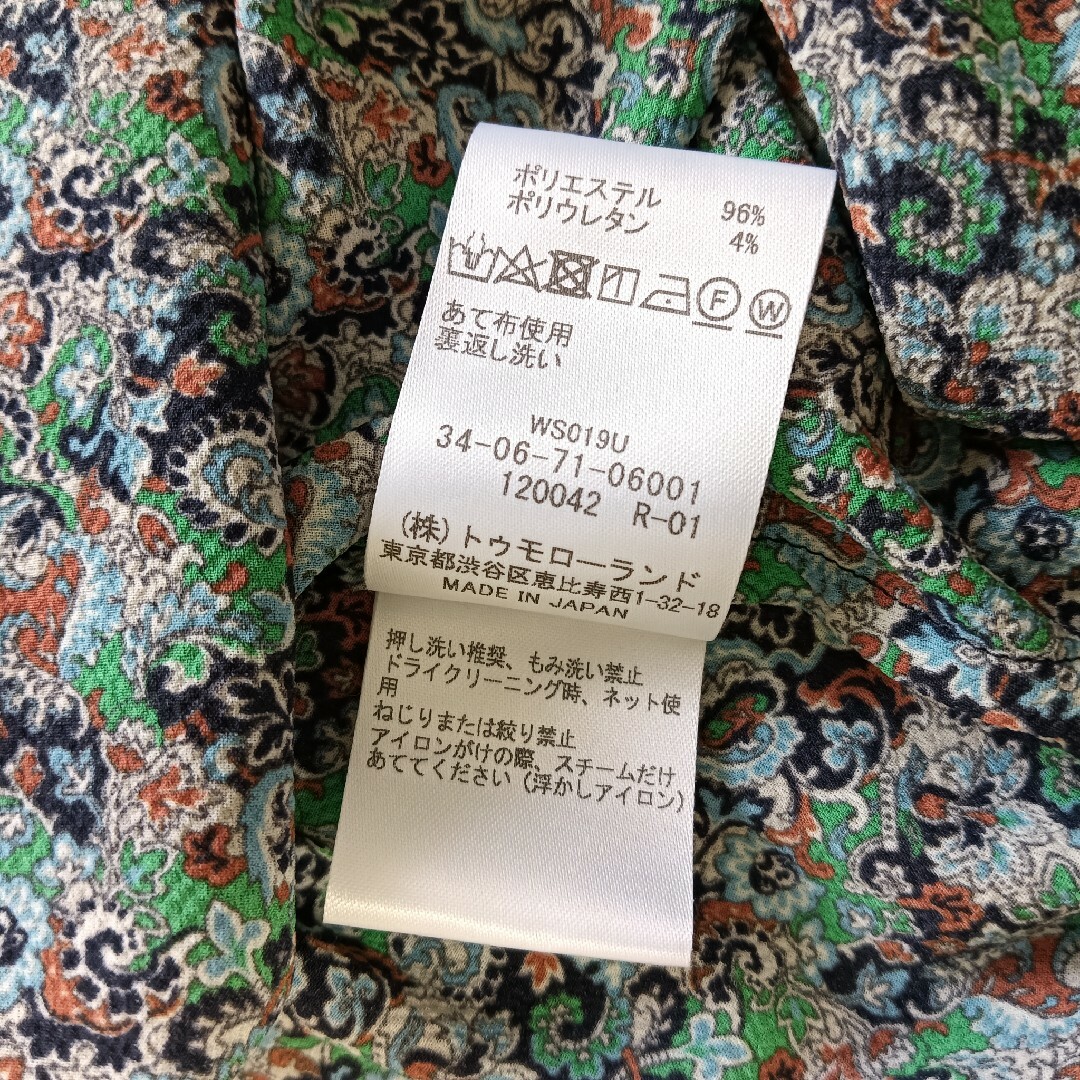 ポリエステル 96%
ポリウレタン 4%
F W
あて布使用
裏返し洗い
WS019U
34-06-71-06001
120042 R-01
(株)トゥモローランド
東京都渋谷区恵比寿西1-32-18
MADE IN JAPAN
押し洗い推奨、もみ洗い禁止
ドライクリーニング時、ネット使
用
ねじりまたは絞り禁止
アイロンがけの際、スチームだけ
あててください(浮かしアイロン)